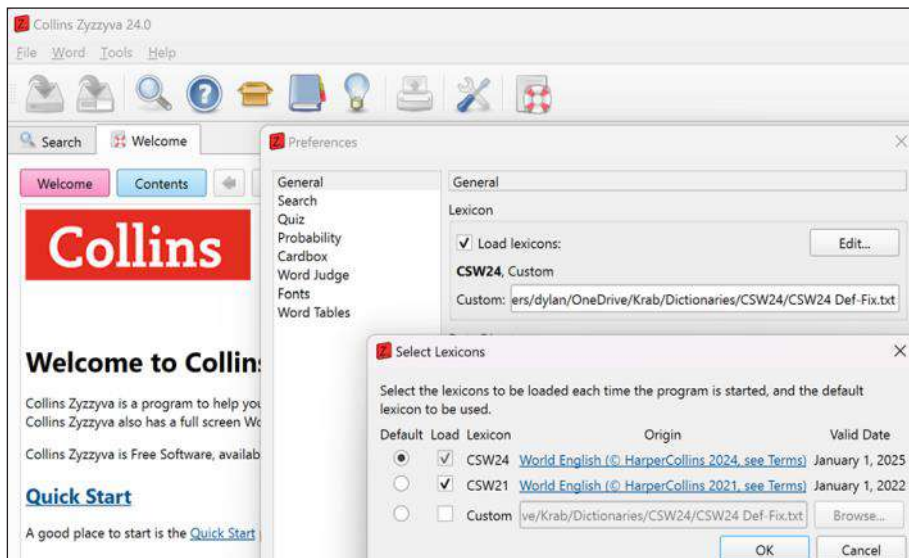 Collins Zyzzyva 24.0
File Word Tools Help
Search Welcome
Welcome Contents
Collins
Welcome to Collin
Collins Zyzzyva is a program to help you
Collins Zyzzyva also has a full screen Wo
Collins Zyzzyva is Free Software, availab
Quick Start
A good place to start is the Quick Start
Preferences
General
Search
Quiz
Probability
Cardbox
Word Judge
Fonts
Word Tables
General
Lexicon
Load lexicons: Edit...
CSW24, Custom
Custom: ers/dylan/OneDrive/Krab/Dictionaries/CSW24/CSW24 Def-Fix.txt
Select Lexicons
Select the lexicons to be loaded each time the program is started, and the default
lexicon to be used.
Default Load Lexicon Origin Valid Date
CSW24 World English (© HarperCollins 2024, see Terms) January 1, 2025
CSW21 World English (© HarperCollins 2021, see Terms) January 1, 2022
Custom ve/Krab/Dictionaries/CSW24/CSW24 Def-Fix.txt Browse...
OK Cancel